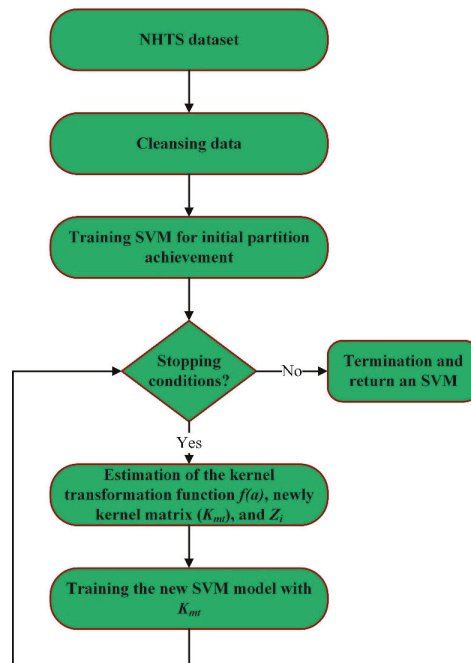 NHTS dataset
Cleansing data
Training SVM for initial partition
achievement
Stopping
conditions?
No
Termination and
return an SVM
Yes
Estimation of the kernel
transformation function f(a), newly
kernel matrix (Kmt), and Zi
Training the new SVM model with
Kmt